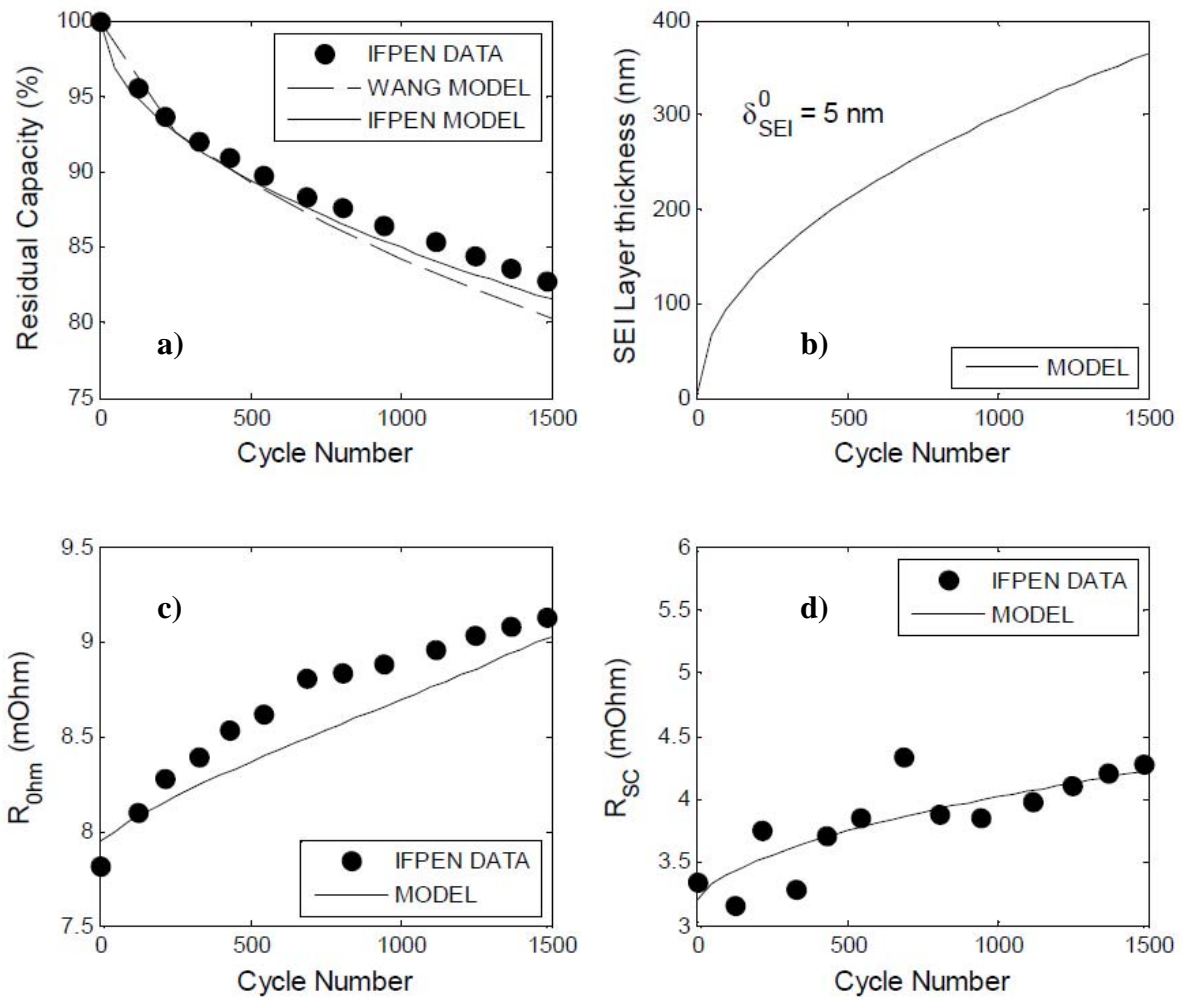 100
95
90
85
80
75
Residual Capacity (%)
IFPEN DATA
WANG MODEL
IFPEN MODEL
a)
0
500
1000
1500
Cycle Number
400
300
200
100
0
SEI Layer thickness (nm)
δ⁰SEI = 5 nm
b)
MODEL
0
500
1000
1500
Cycle Number
9.5
9
8.5
8
7.5
R0hm (mOhm)
c)
IFPEN DATA
MODEL
0
500
1000
1500
Cycle Number
6
5.5
5
4.5
4
3.5
3
RSC (mOhm)
IFPEN DATA
MODEL
d)
0
500
1000
1500
Cycle Number